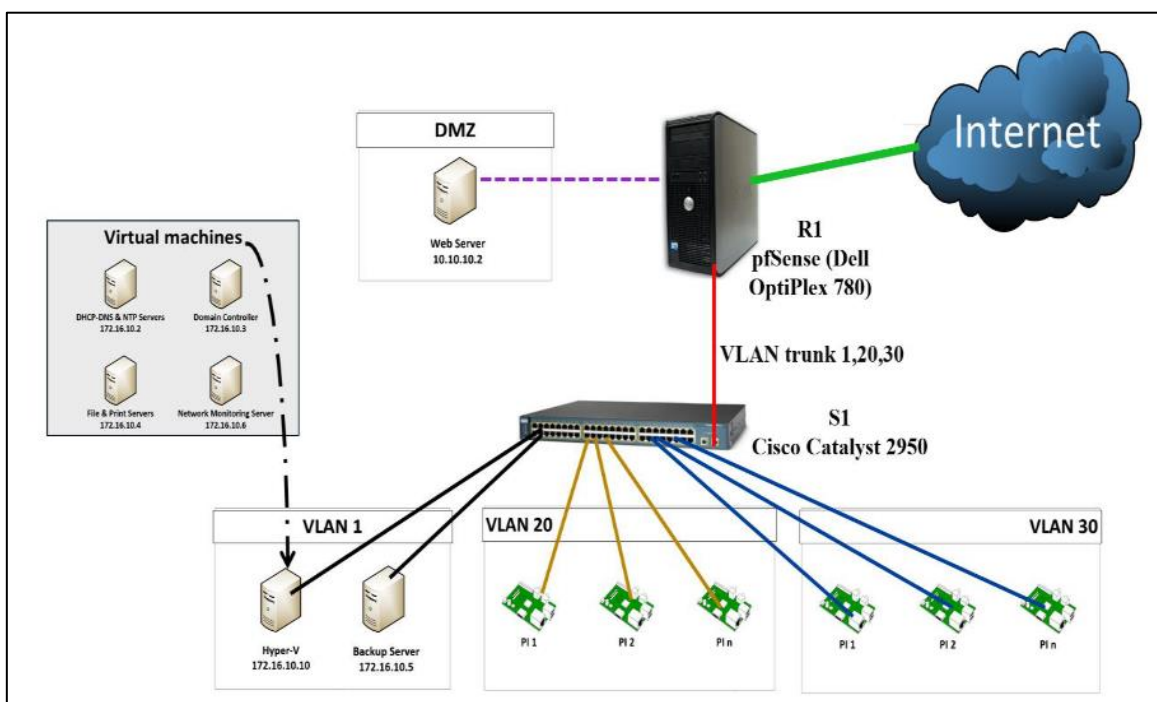 DMZ
Web Server
10.10.10.2
Internet
R1
pfSense (Dell
OptiPlex 780)
Virtual machines
DHCP-DNS & NTP Servers
172.16.10.2
Domain Controller
172.16.10.3
File & Print Servers
172.16.10.4
Network Monitoring Server
172.16.10.6
VLAN trunk 1,20,30
S1
Cisco Catalyst 2950
VLAN 1
Hyper-V
172.16.10.10
Backup Server
172.16.10.5
VLAN 20
PI 1
PI 2
PI n
VLAN 30
PI 1
PI 2
PI n